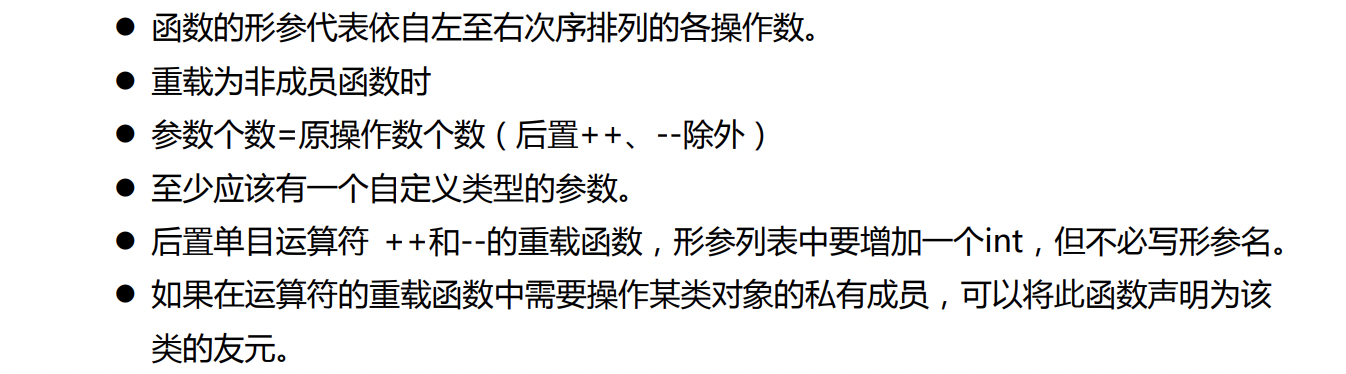 ● 函数的形参代表依自左至右次序排列的各操作数。
● 重载为非成员函数时
● 参数个数=原操作数个数（后置++、--除外）
● 至少应该有一个自定义类型的参数。
● 后置单目运算符 ++和--的重载函数，形参列表中要增加一个int，但不必写形参名。
● 如果在运算符的重载函数中需要操作某类对象的私有成员，可以将此函数声明为该
类的友元。